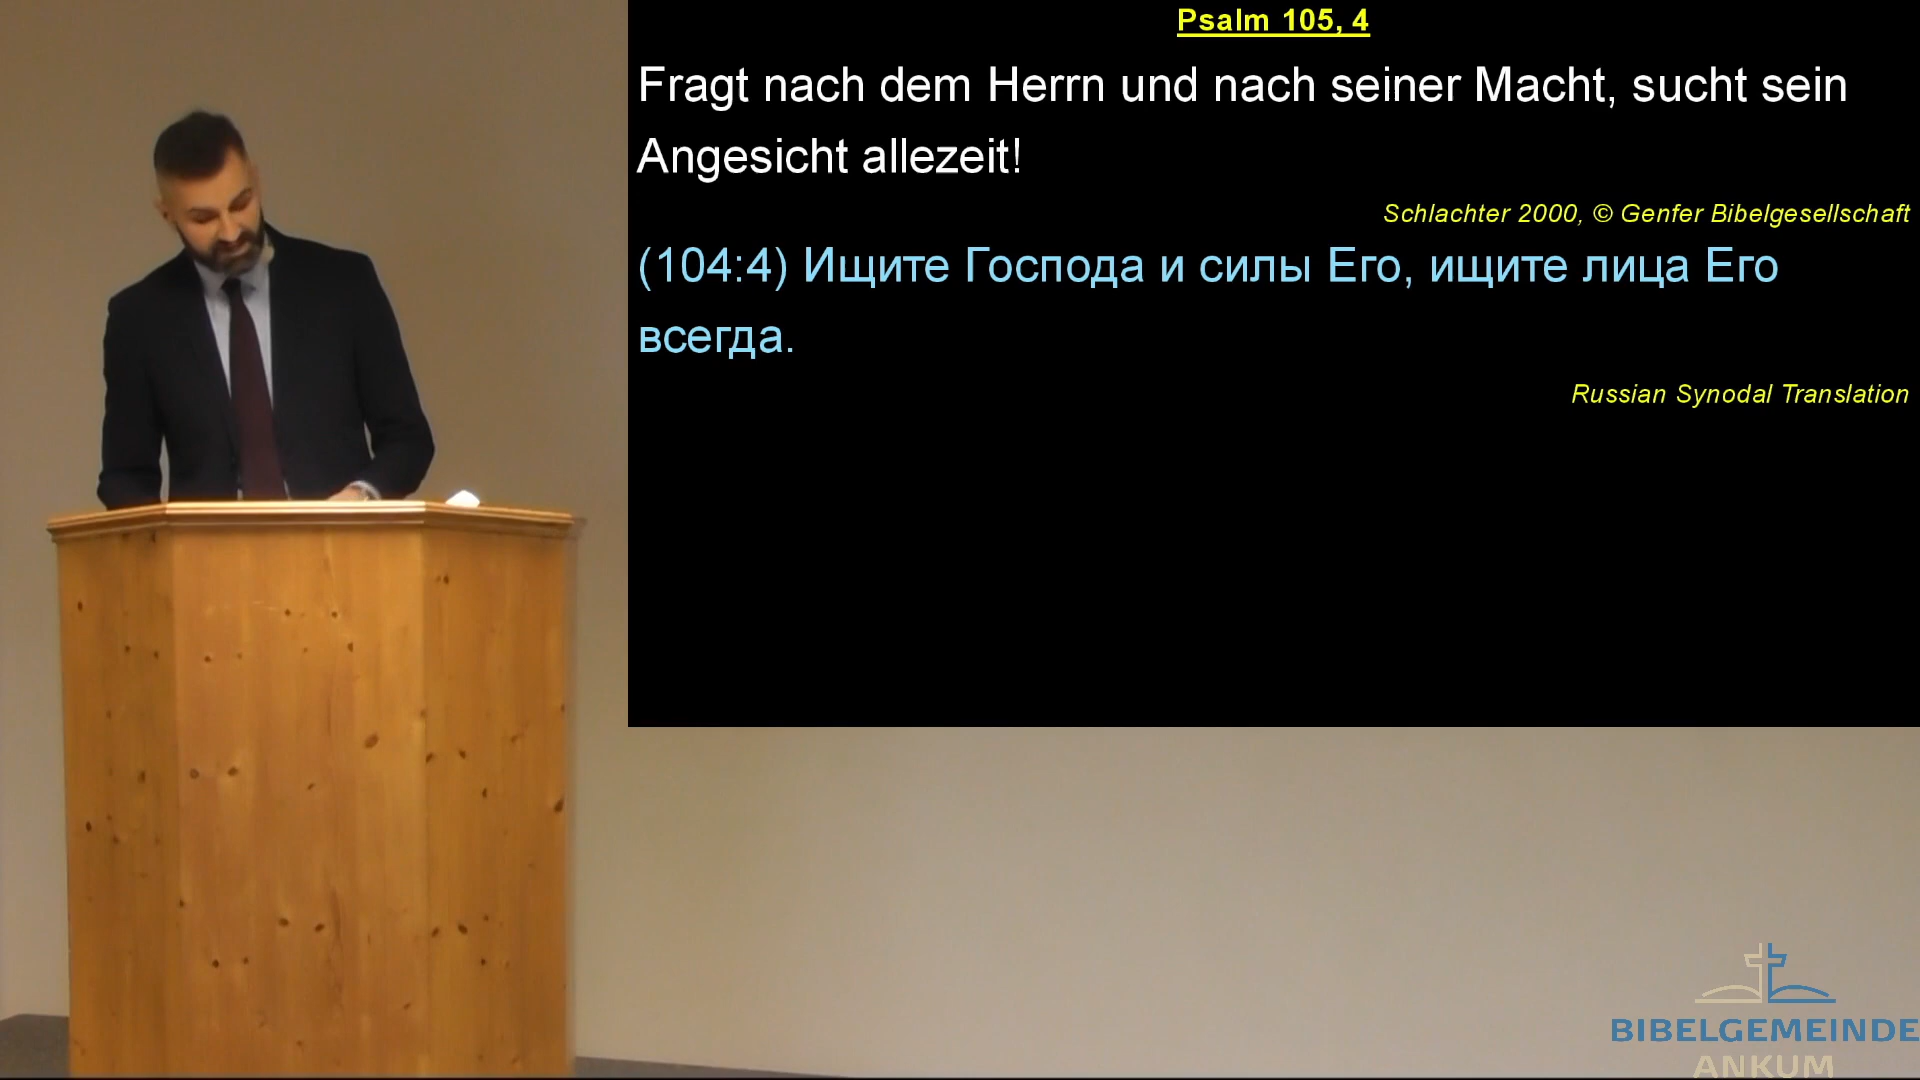 Psalm 105, 4
Fragt nach dem Herrn und nach seiner Macht, sucht sein
Angesicht allezeit!
Schlachter 2000, © Genfer Bibelgesellschaft
(104:4) Ищите Господа и силы Его, ищите лица Его
всегда.
Russian Synodal Translation
BIBELGEMEINDE
ANKUM